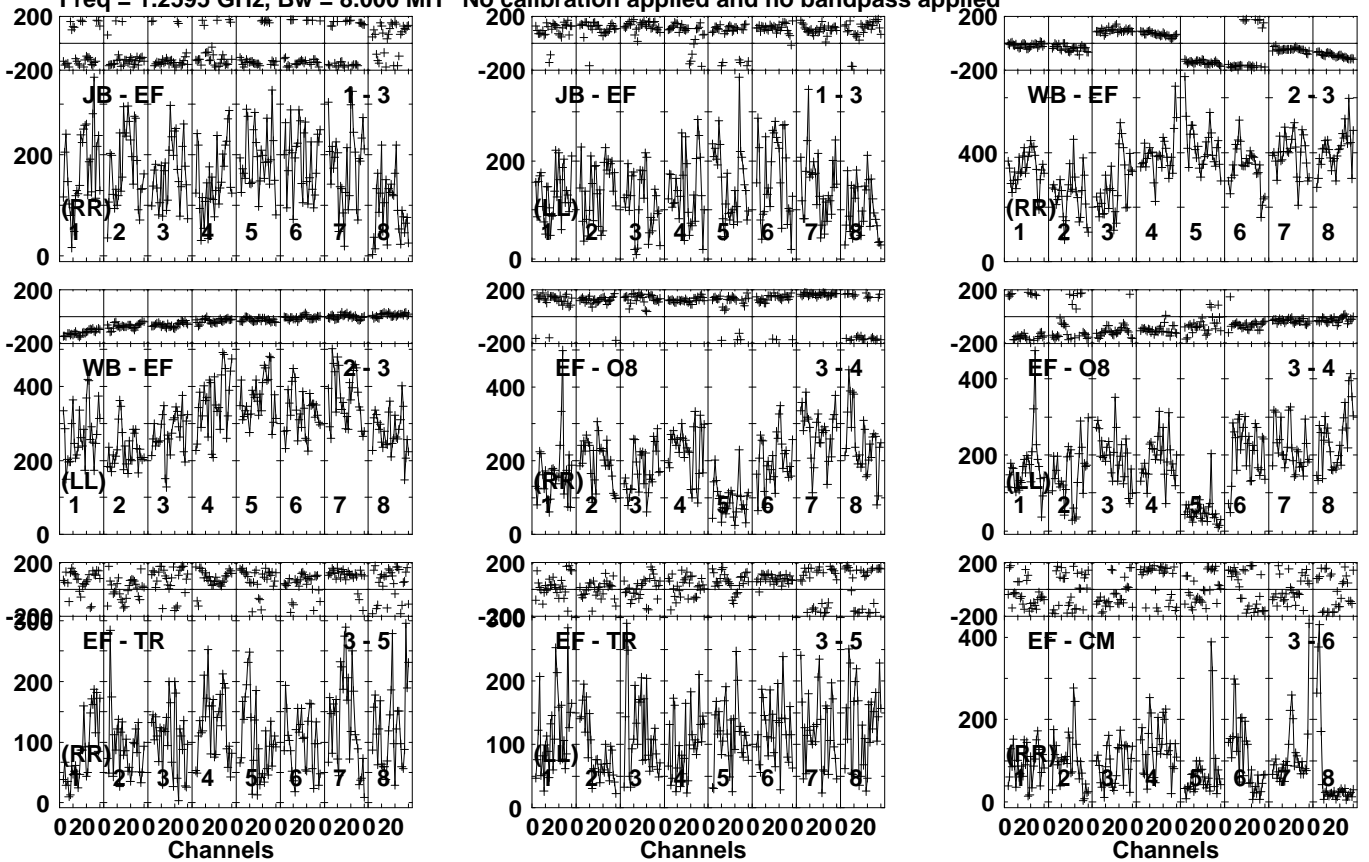 Freq = 1.2595 GHz, Bw = 8.000 MH No calibration applied and no bandpass applied
200 200 200
-200 -200
JB - EF 1 - 3 JB - EF 1 - 3 WB - EF 2 - 3
200 200 400
(RR) (LL) (RR)
1 2 3 4 5 6 7 8 1 2 3 4 5 6 7 8 1 2 3 4 5 6 7 8
0 0 0
200 200 200
-200 -200 -200
WB - EF 2 - 3 EF - O8 3 - 4 EF - O8 3 - 4
400 400 400
200 200 200
(LL) (RR) (LL)
1 2 3 4 5 6 7 8 1 2 3 4 5 6 7 8 1 2 3 4 5 6 7 8
0 0 0
200 200 200
-200 -200 -200
300 300
EF - TR 3 - 5 EF - TR 3 - 5 EF - CM 3 - 6
400
200 200 200
100 100
(RR) (LL) (RR)
1 2 3 4 5 6 7 8 1 2 3 4 5 6 7 8 1 2 3 4 5 6 7 8
0 0 0
0 20 0 20 0 20 0 20 0 20 0 20 0 20 0 20 0 20 0 20 0 20 0 20 0 20 0 20 0 20 0 20 0 20 0 20 0 20 0 20 0 20 0 20 0 20 0 20
Channels Channels Channels